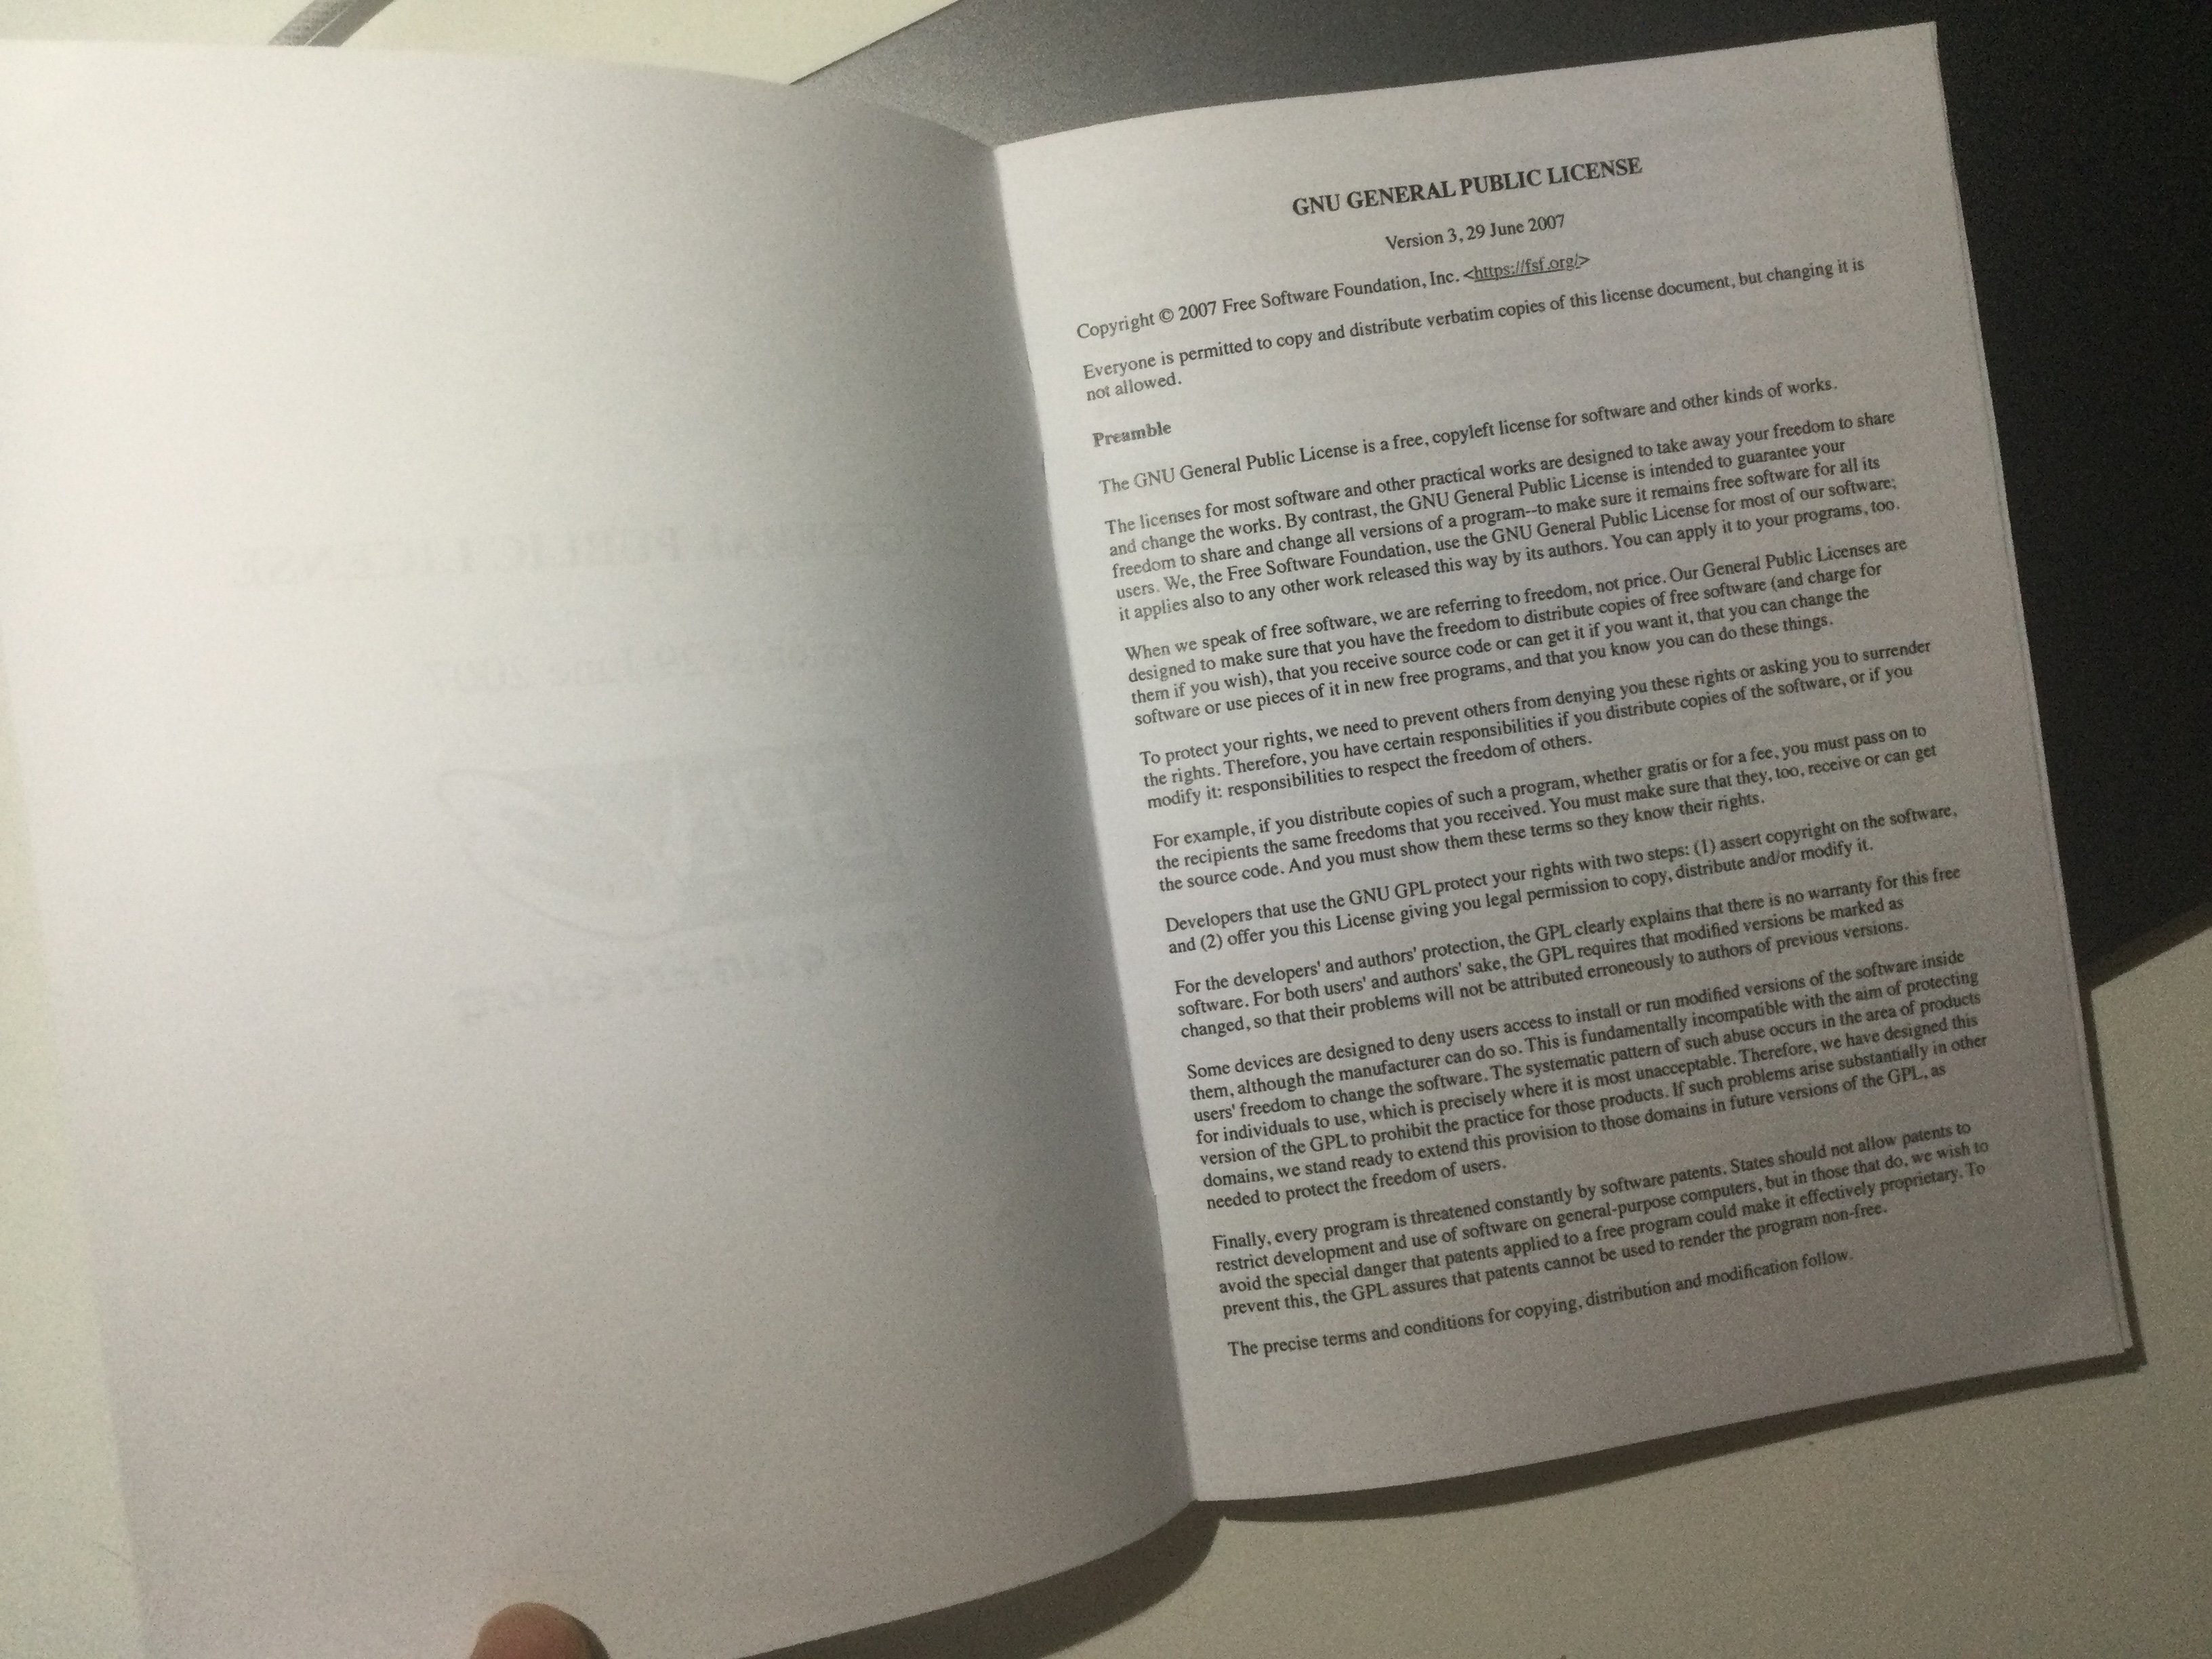 GNU GENERAL PUBLIC LICENSE
Version 3, 29 June 2007
Copyright © 2007 Free Software Foundation, Inc. <https://fsf.org/>
Everyone is permitted to copy and distribute verbatim copies of this license document, but changing it is
not allowed.
Preamble
The GNU General Public License is a free, copyleft license for software and other kinds of works.
The licenses for most software and other practical works are designed to take away your freedom to share
and change the works. By contrast, the GNU General Public License is intended to guarantee your
freedom to share and change all versions of a program--to make sure it remains free software for all its
users. We, the Free Software Foundation, use the GNU General Public License for most of our software;
it applies also to any other work released this way by its authors. You can apply it to your programs, too.
When we speak of free software, we are referring to freedom, not price. Our General Public Licenses are
designed to make sure that you have the freedom to distribute copies of free software (and charge for
them if you wish), that you receive source code or can get it if you want it, that you can change the
software or use pieces of it in new free programs, and that you know you can do these things.
To protect your rights, we need to prevent others from denying you these rights or asking you to surrender
the rights. Therefore, you have certain responsibilities if you distribute copies of the software, or if you
modify it: responsibilities to respect the freedom of others.
For example, if you distribute copies of such a program, whether gratis or for a fee, you must pass on to
the recipients the same freedoms that you received. You must make sure that they, too, receive or can get
the source code. And you must show them these terms so they know their rights.
Developers that use the GNU GPL protect your rights with two steps: (1) assert copyright on the software,
and (2) offer you this License giving you legal permission to copy, distribute and/or modify it.
For the developers' and authors' protection, the GPL clearly explains that there is no warranty for this free
software. For both users' and authors' sake, the GPL requires that modified versions be marked as
changed, so that their problems will not be attributed erroneously to authors of previous versions.
Some devices are designed to deny users access to install or run modified versions of the software inside
them, although the manufacturer can do so. This is fundamentally incompatible with the aim of protecting
users' freedom to change the software. The systematic pattern of such abuse occurs in the area of products
for individuals to use, which is precisely where it is most unacceptable. Therefore, we have designed this
version of the GPL to prohibit the practice for those products. If such problems arise substantially in other
domains, we stand ready to extend this provision to those domains in future versions of the GPL, as
needed to protect the freedom of users.
Finally, every program is threatened constantly by software patents. States should not allow patents to
restrict development and use of software on general-purpose computers, but in those that do, we wish to
avoid the special danger that patents applied to a free program could make it effectively proprietary. To
prevent this, the GPL assures that patents cannot be used to render the program non-free.
The precise terms and conditions for copying, distribution and modification follow.